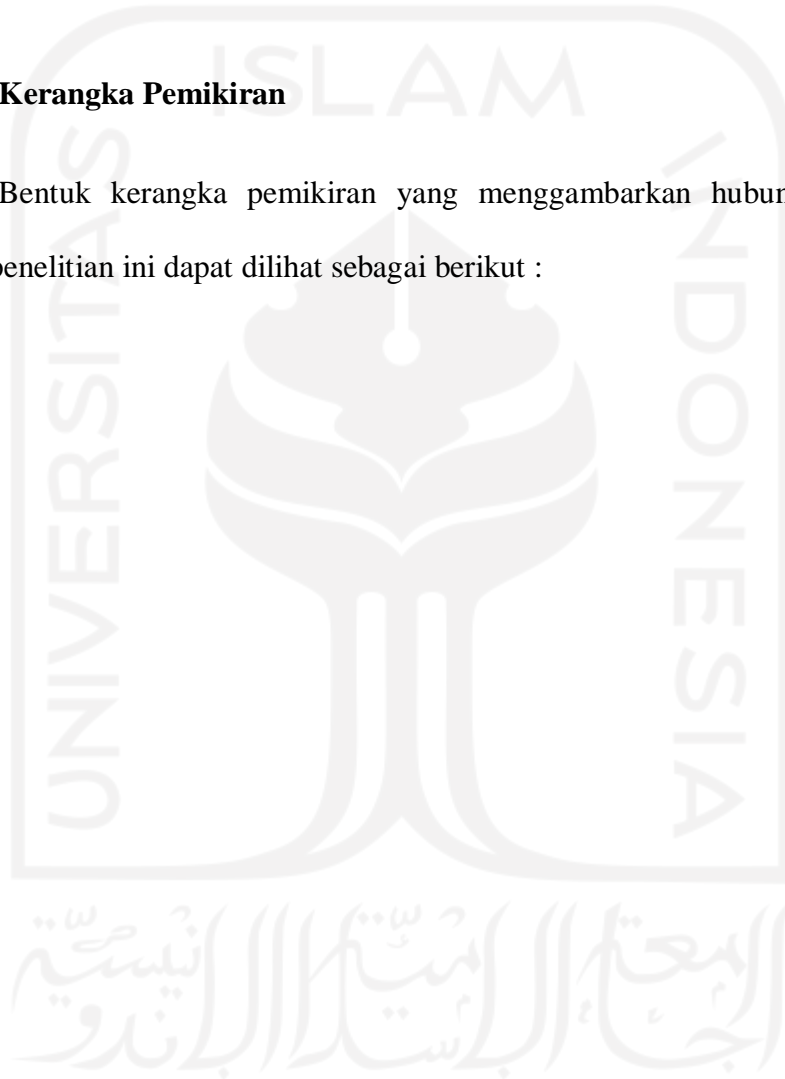 ISLAM
Kerangka Pemikiran
UNIVERSITAS
INDONESIA
Bentuk kerangka pemikiran yang menggambarkan hubun
penelitian ini dapat dilihat sebagai berikut :